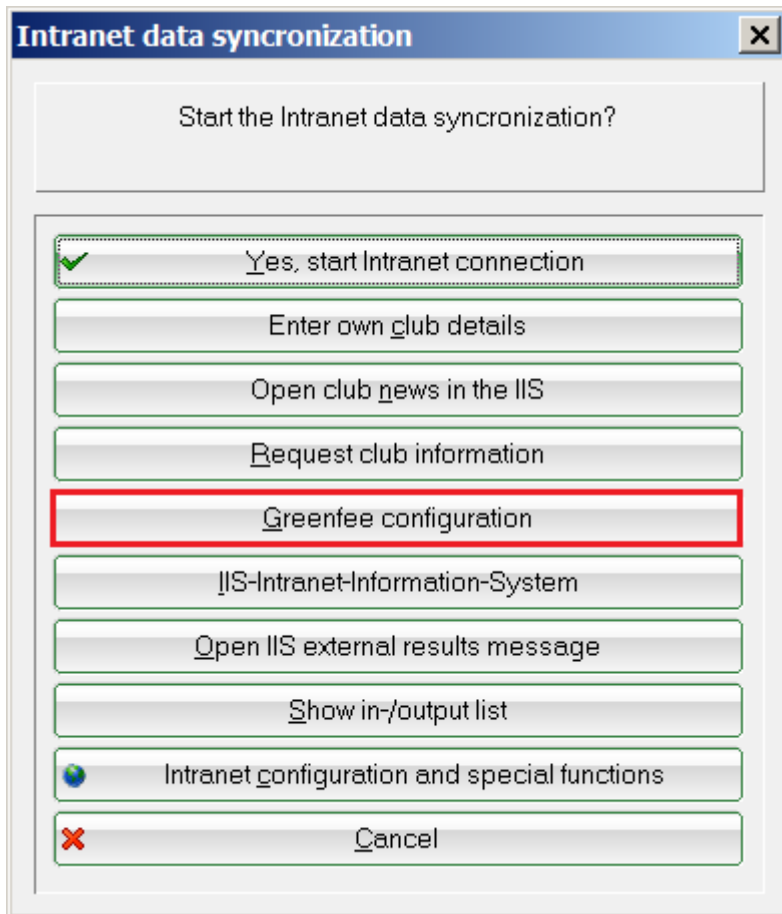 Intranet data syncronization
Start the Intranet data syncronization?
Yes, start Intranet connection
Enter own club details
Open club news in the IIS
Request club information
Greenfee configuration
IIS-Intranet-Information-System
Open IIS external results message
Show in-/output list
Intranet configuration and special functions
Cancel